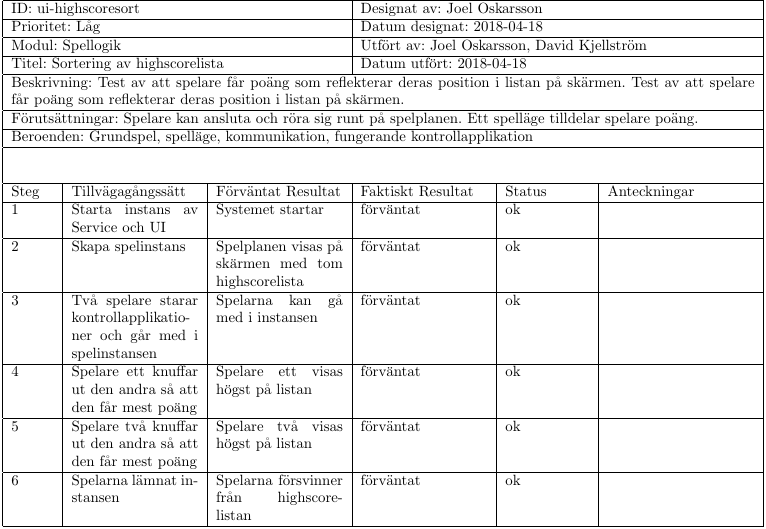 ID: ui-highscoresort
Designat av: Joel Oskarsson
Prioritet: Låg
Datum designat: 2018-04-18
Modul: Spellogik
Utfört av: Joel Oskarsson, David Kjellström
Titel: Sortering av highscorelista
Datum utfört: 2018-04-18
Beskrivning: Test av att spelare får poäng som reflekterar deras position i listan på skärmen. Test av att spelare
får poäng som reflekterar deras position i listan på skärmen.
Förutsättningar: Spelare kan ansluta och röra sig runt på spelplanen. Ett spelläge tilldelar spelare poäng.
Beroenden: Grundspel, spelläge, kommunikation, fungerande kontrollapplikation
Steg
Tillvägagångssätt
Förväntat Resultat
Faktiskt Resultat
Status
Anteckningar
1
Starta instans av
Service och UI
Systemet startar
förväntat
ok
2
Skapa spelinstans
Spelplanen visas på
skärmen med tom
highscorelista
förväntat
ok
3
Två spelare starar
kontrollapplikatio-
ner och går med i
spelinstansen
Spelarna kan gå
med i instansen
förväntat
ok
4
Spelare ett knuffar
ut den andra så att
den får mest poäng
Spelare ett visas
högst på listan
förväntat
ok
5
Spelare två knuffar
ut den andra så att
den får mest poäng
Spelare två visas
högst på listan
förväntat
ok
6
Spelarna lämnat in-
stansen
Spelarna försvinner
från highscore-
listan
förväntat
ok